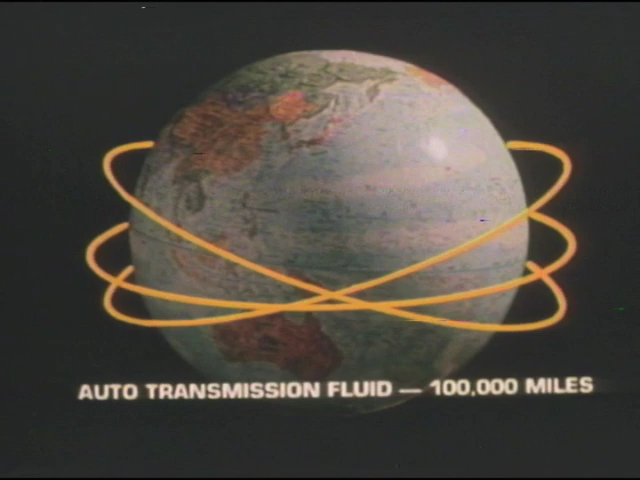 AUTO TRANSMISSION FLUID — 100,000 MILES